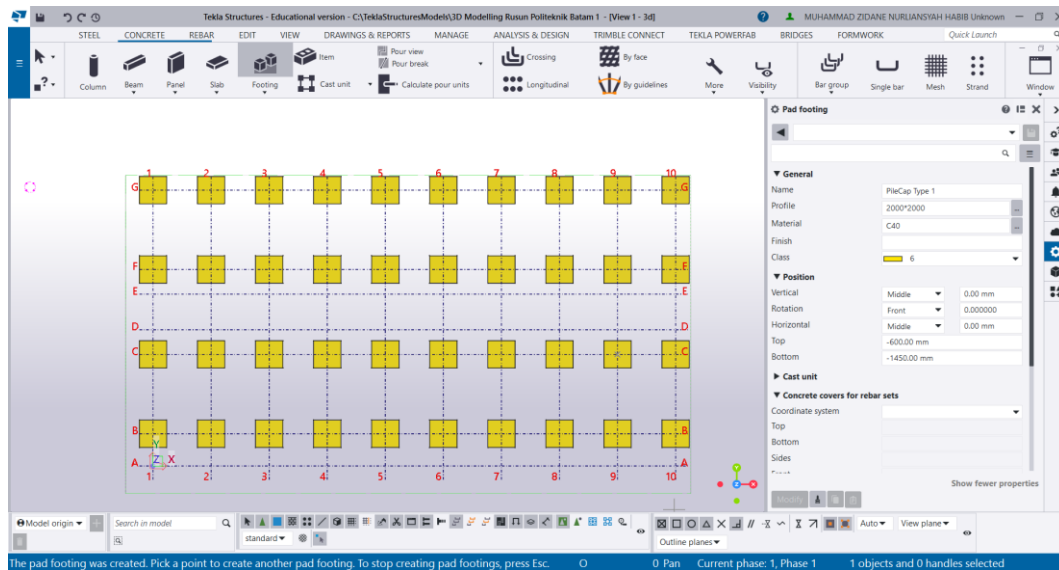 Tekla Structures - Educational version - C:\TeklaStructuresModels\3D Modelling Rusun Politeknik Batam 1 - [View 1 - 3d]
MUHAMMAD ZIDANE NURLIANSYAH HABIB Unknown
STEEL CONCRETE REBAR EDIT VIEW DRAWINGS & REPORTS MANAGE ANALYSIS & DESIGN TRIMBLE CONNECT TEKLA POWERFAB BRIDGES FORMWORK Quick Launch
Column Beam Panel Slab Footing Item Cast unit Pour view Pour break Calculate pour units Crossing Longitudinal By face By guidelines More Visibility Bar group Single bar Mesh Strand Window
Pad footing
General
Name PileCap Type 1
Profile 2000*2000
Material C40
Finish
Class 6
Position
Vertical Middle 0.00 mm
Rotation Front 0.000000
Horizontal Middle 0.00 mm
Top -600.00 mm
Bottom -1450.00 mm
Cast unit
Concrete covers for rebar sets
Coordinate system
Top
Bottom
Sides
Show fewer properties
Modify
1 2 3 4 5 6 7 8 9 10
G G
F F
E E
D D
C C
B B
A A
1 2 3 4 5 6 7 8 9 10
Y
Z X
Model origin Search in model
standard
Auto View plane
Outline planes
The pad footing was created. Pick a point to create another pad footing. To stop creating pad footings, press Esc. O 0 Pan Current phase: 1, Phase 1 1 objects and 0 handles selected